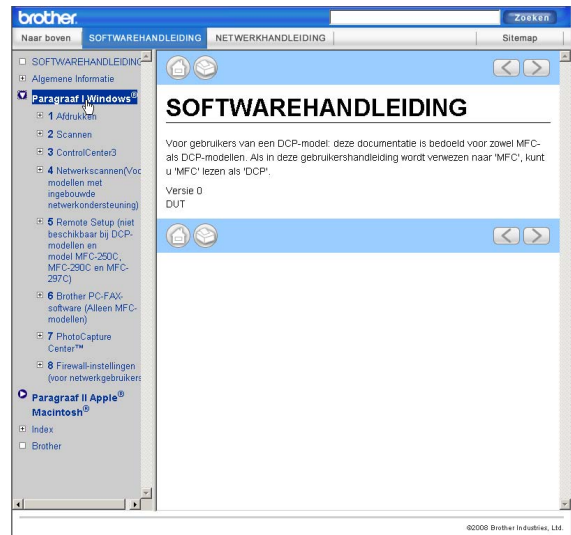 brother.
Zoeken
Naar boven
SOFTWAREHANDLEIDING
NETWERKHANDLEIDING
Sitemap
SOFTWAREHANDLEIDING
Algemene Informatie
Paragraaf I Windows®
1 Afdrukken
2 Scannen
3 ControlCenter3
4 Netwerkscannen(Voc
modellen met
ingebouwde
netwerkondersteuning)
5 Remote Setup (niet
beschikbaar bij DCP-
modellen en
model MFC-250C,
MFC-290C en MFC-
297C)
6 Brother PC-FAX-
software (Alleen MFC-
modellen)
7 PhotoCapture
Center™
8 Firewall-instellingen
(voor netwerkgebruikers
Paragraaf II Apple®
Macintosh®
Index
Brother
SOFTWAREHANDLEIDING
Voor gebruikers van een DCP-model: deze documentatie is bedoeld voor zowel MFC-
als DCP-modellen. Als in deze gebruikershandleiding wordt verwezen naar 'MFC', kunt
u 'MFC' lezen als 'DCP'.
Versie 0
DUT
©2008 Brother Industries, Ltd.